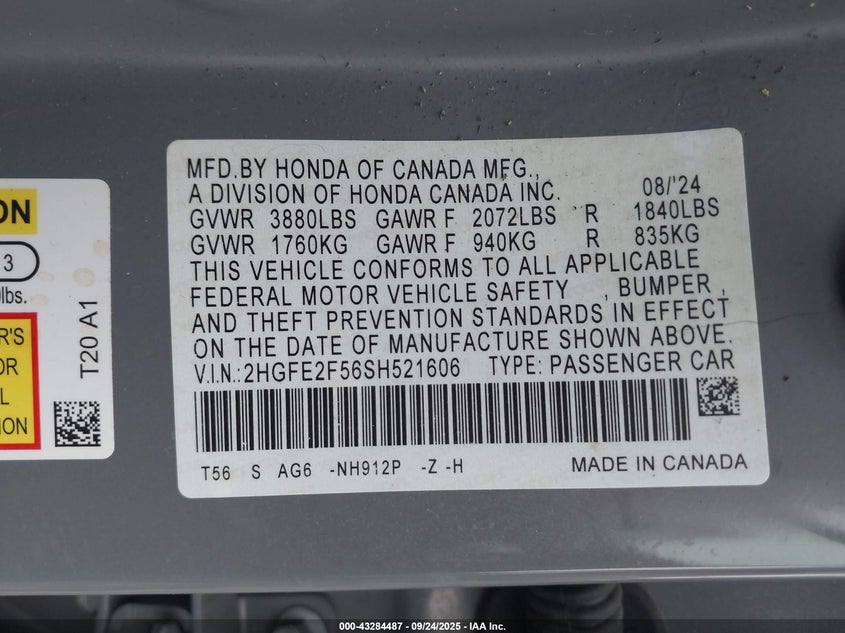 ON
3
lbs.
R'S
OR
L
ION
T20 A1
MFD.BY HONDA OF CANADA MFG.,
A DIVISION OF HONDA CANADA INC. 08/'24
GVWR 3880LBS GAWR F 2072LBS R 1840LBS
GVWR 1760KG GAWR F 940KG R 835KG
THIS VEHICLE CONFORMS TO ALL APPLICABLE
FEDERAL MOTOR VEHICLE SAFETY , BUMPER ,
AND THEFT PREVENTION STANDARDS IN EFFECT
ON THE DATE OF MANUFACTURE SHOWN ABOVE.
V.I.N.:2HGFE2F56SH521606 TYPE: PASSENGER CAR
T56 S AG6 -NH912P -Z -H MADE IN CANADA
000-43284487 - 09/24/2025 - IAA Inc.